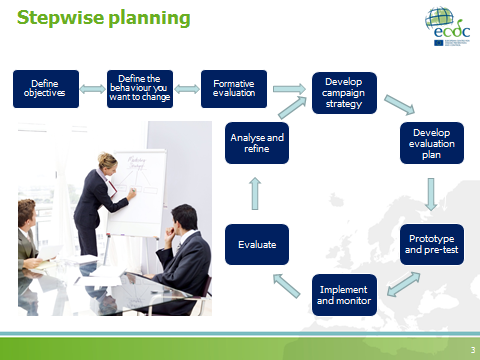 Stepwise planning
ecdc
Define
objectives
Define the
behaviour you
want to change
Formative
evaluation
Develop
campaign
strategy
Analyse and
refine
Develop
evaluation
plan
Evaluate
Prototype
and pre-test
Implement
and monitor
3